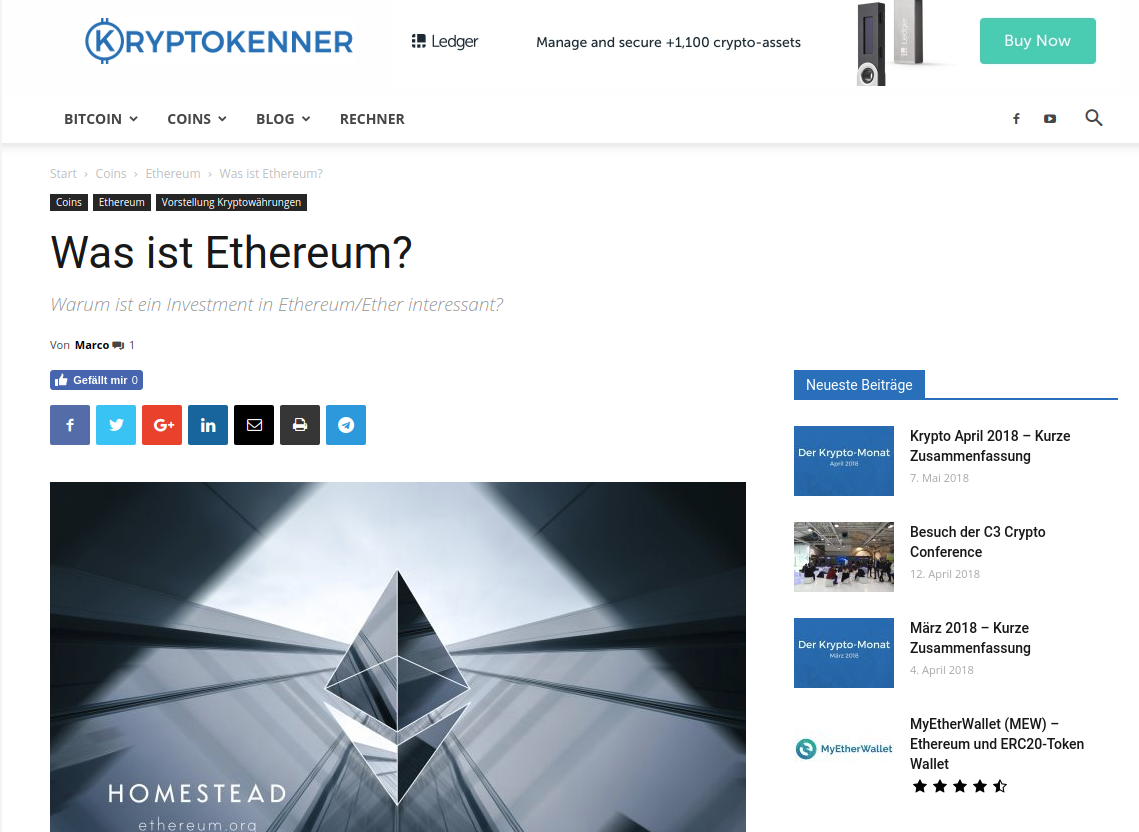 KRYPTOKENNER
Ledger
Manage and secure +1,100 crypto-assets
Ledger
Buy Now
BITCOIN COINS BLOG RECHNER
Start › Coins › Ethereum › Was ist Ethereum?
Coins Ethereum Vorstellung Kryptowährungen
Was ist Ethereum?
Warum ist ein Investment in Ethereum/Ether interessant?
Von Marco 1
Gefällt mir 0
f G+ in
HOMESTEAD
ethereum.org
Neueste Beiträge
Der Krypto-Monat
April 2018
Krypto April 2018 – Kurze
Zusammenfassung
7. Mai 2018
Besuch der C3 Crypto
Conference
12. April 2018
Der Krypto-Monat
März 2018
März 2018 – Kurze
Zusammenfassung
4. April 2018
MyEtherWallet
MyEtherWallet (MEW) –
Ethereum und ERC20-Token
Wallet